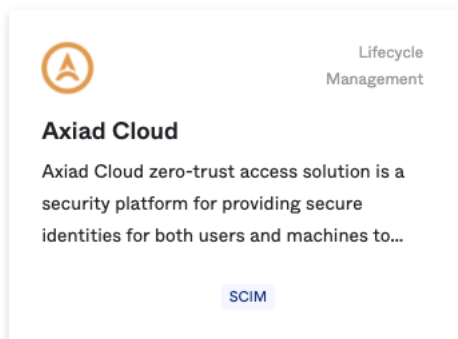 Lifecycle
Management
Axiad Cloud
Axiad Cloud zero-trust access solution is a
security platform for providing secure
identities for both users and machines to...
SCIM